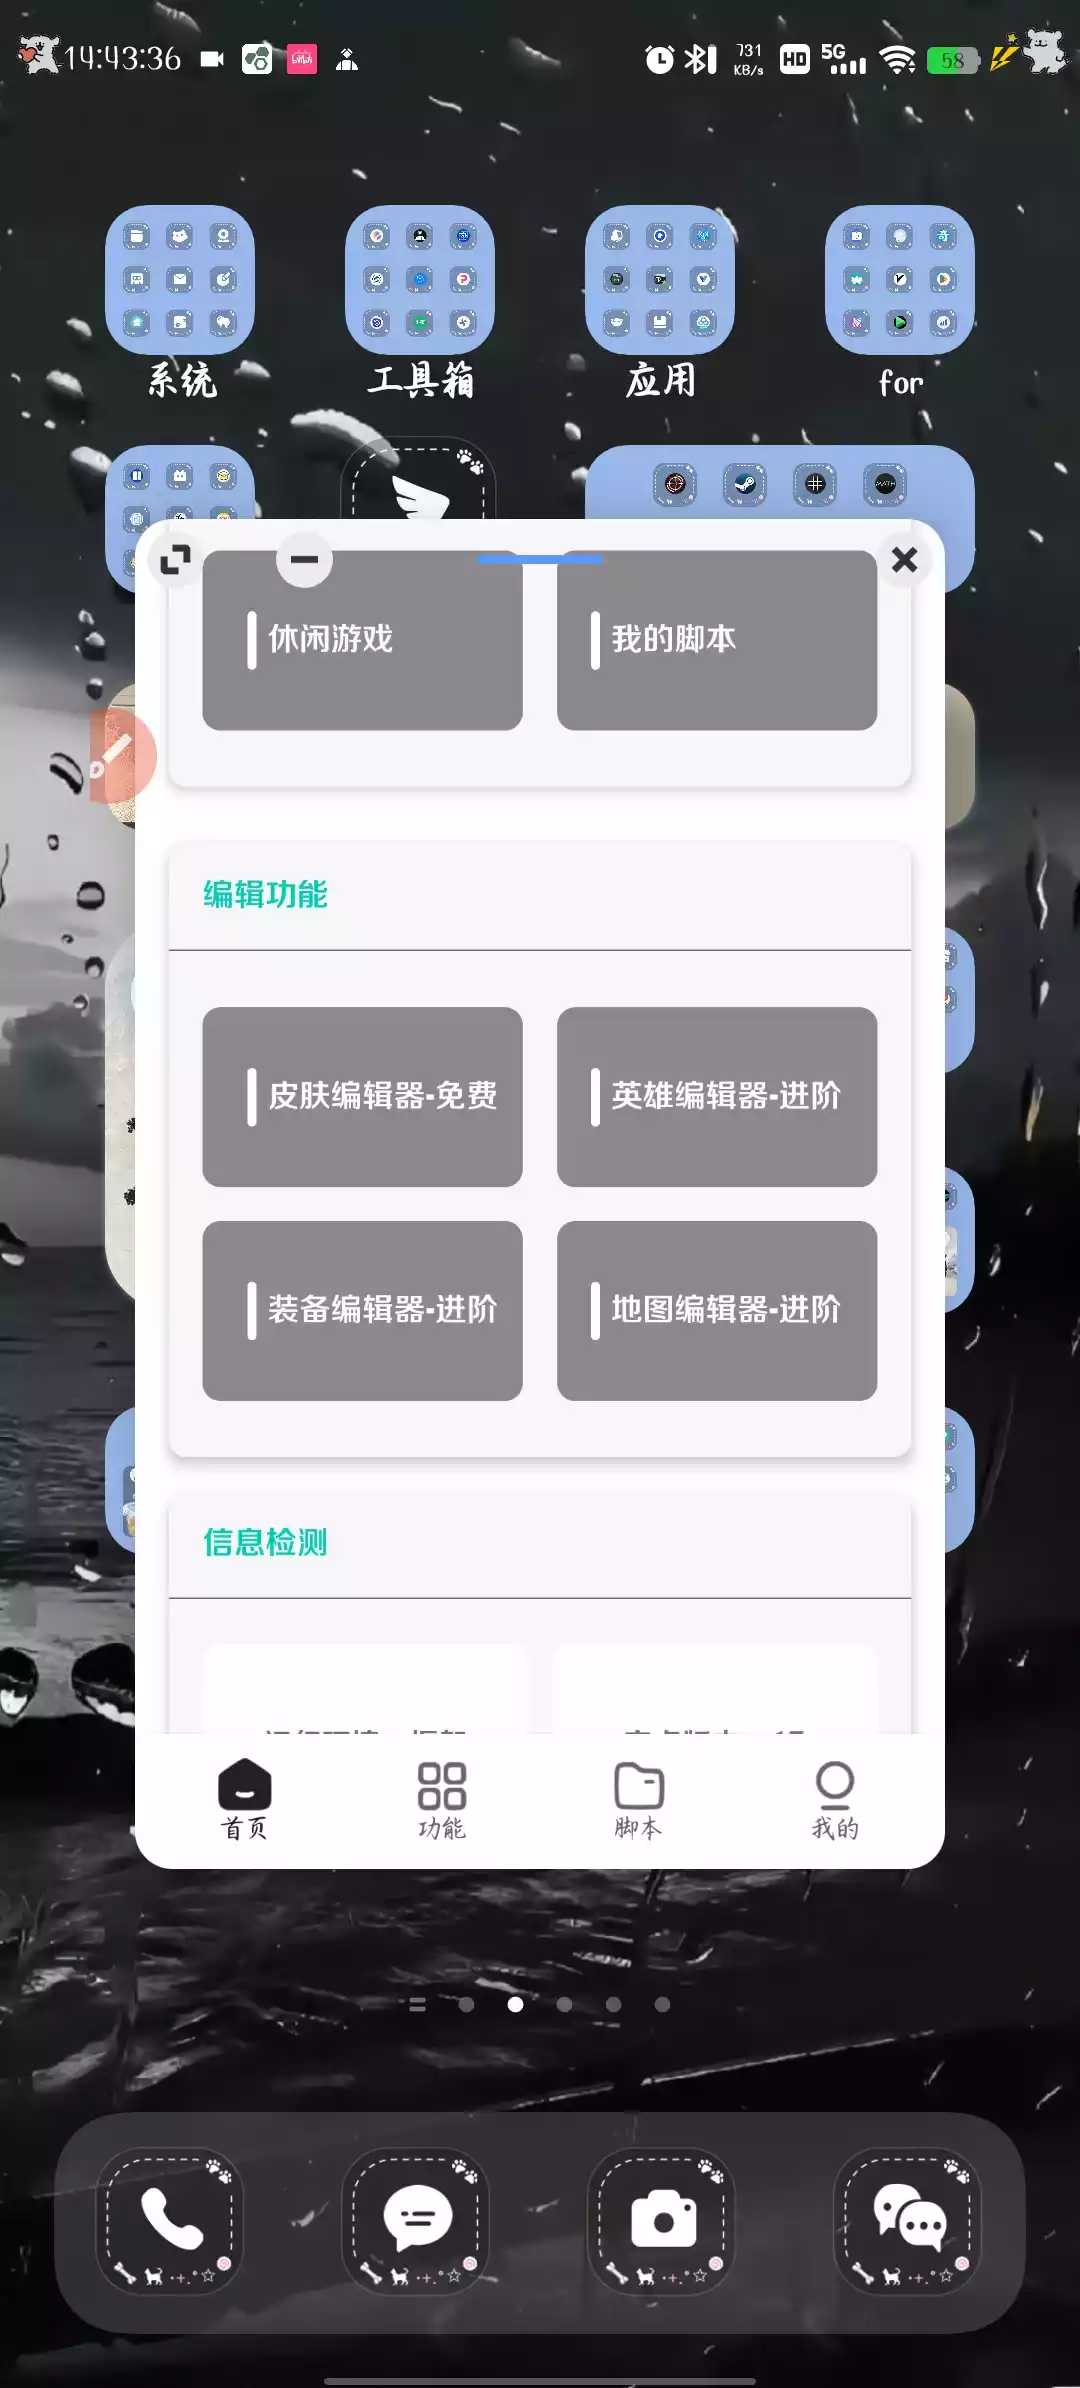 14:43:36
731 KB/s
HD
5G
58
系统
工具箱
应用
for
MATH
休闲游戏
我的脚本
编辑功能
皮肤编辑器-免费
英雄编辑器-进阶
装备编辑器-进阶
地图编辑器-进阶
信息检测
首页
功能
脚本
我的